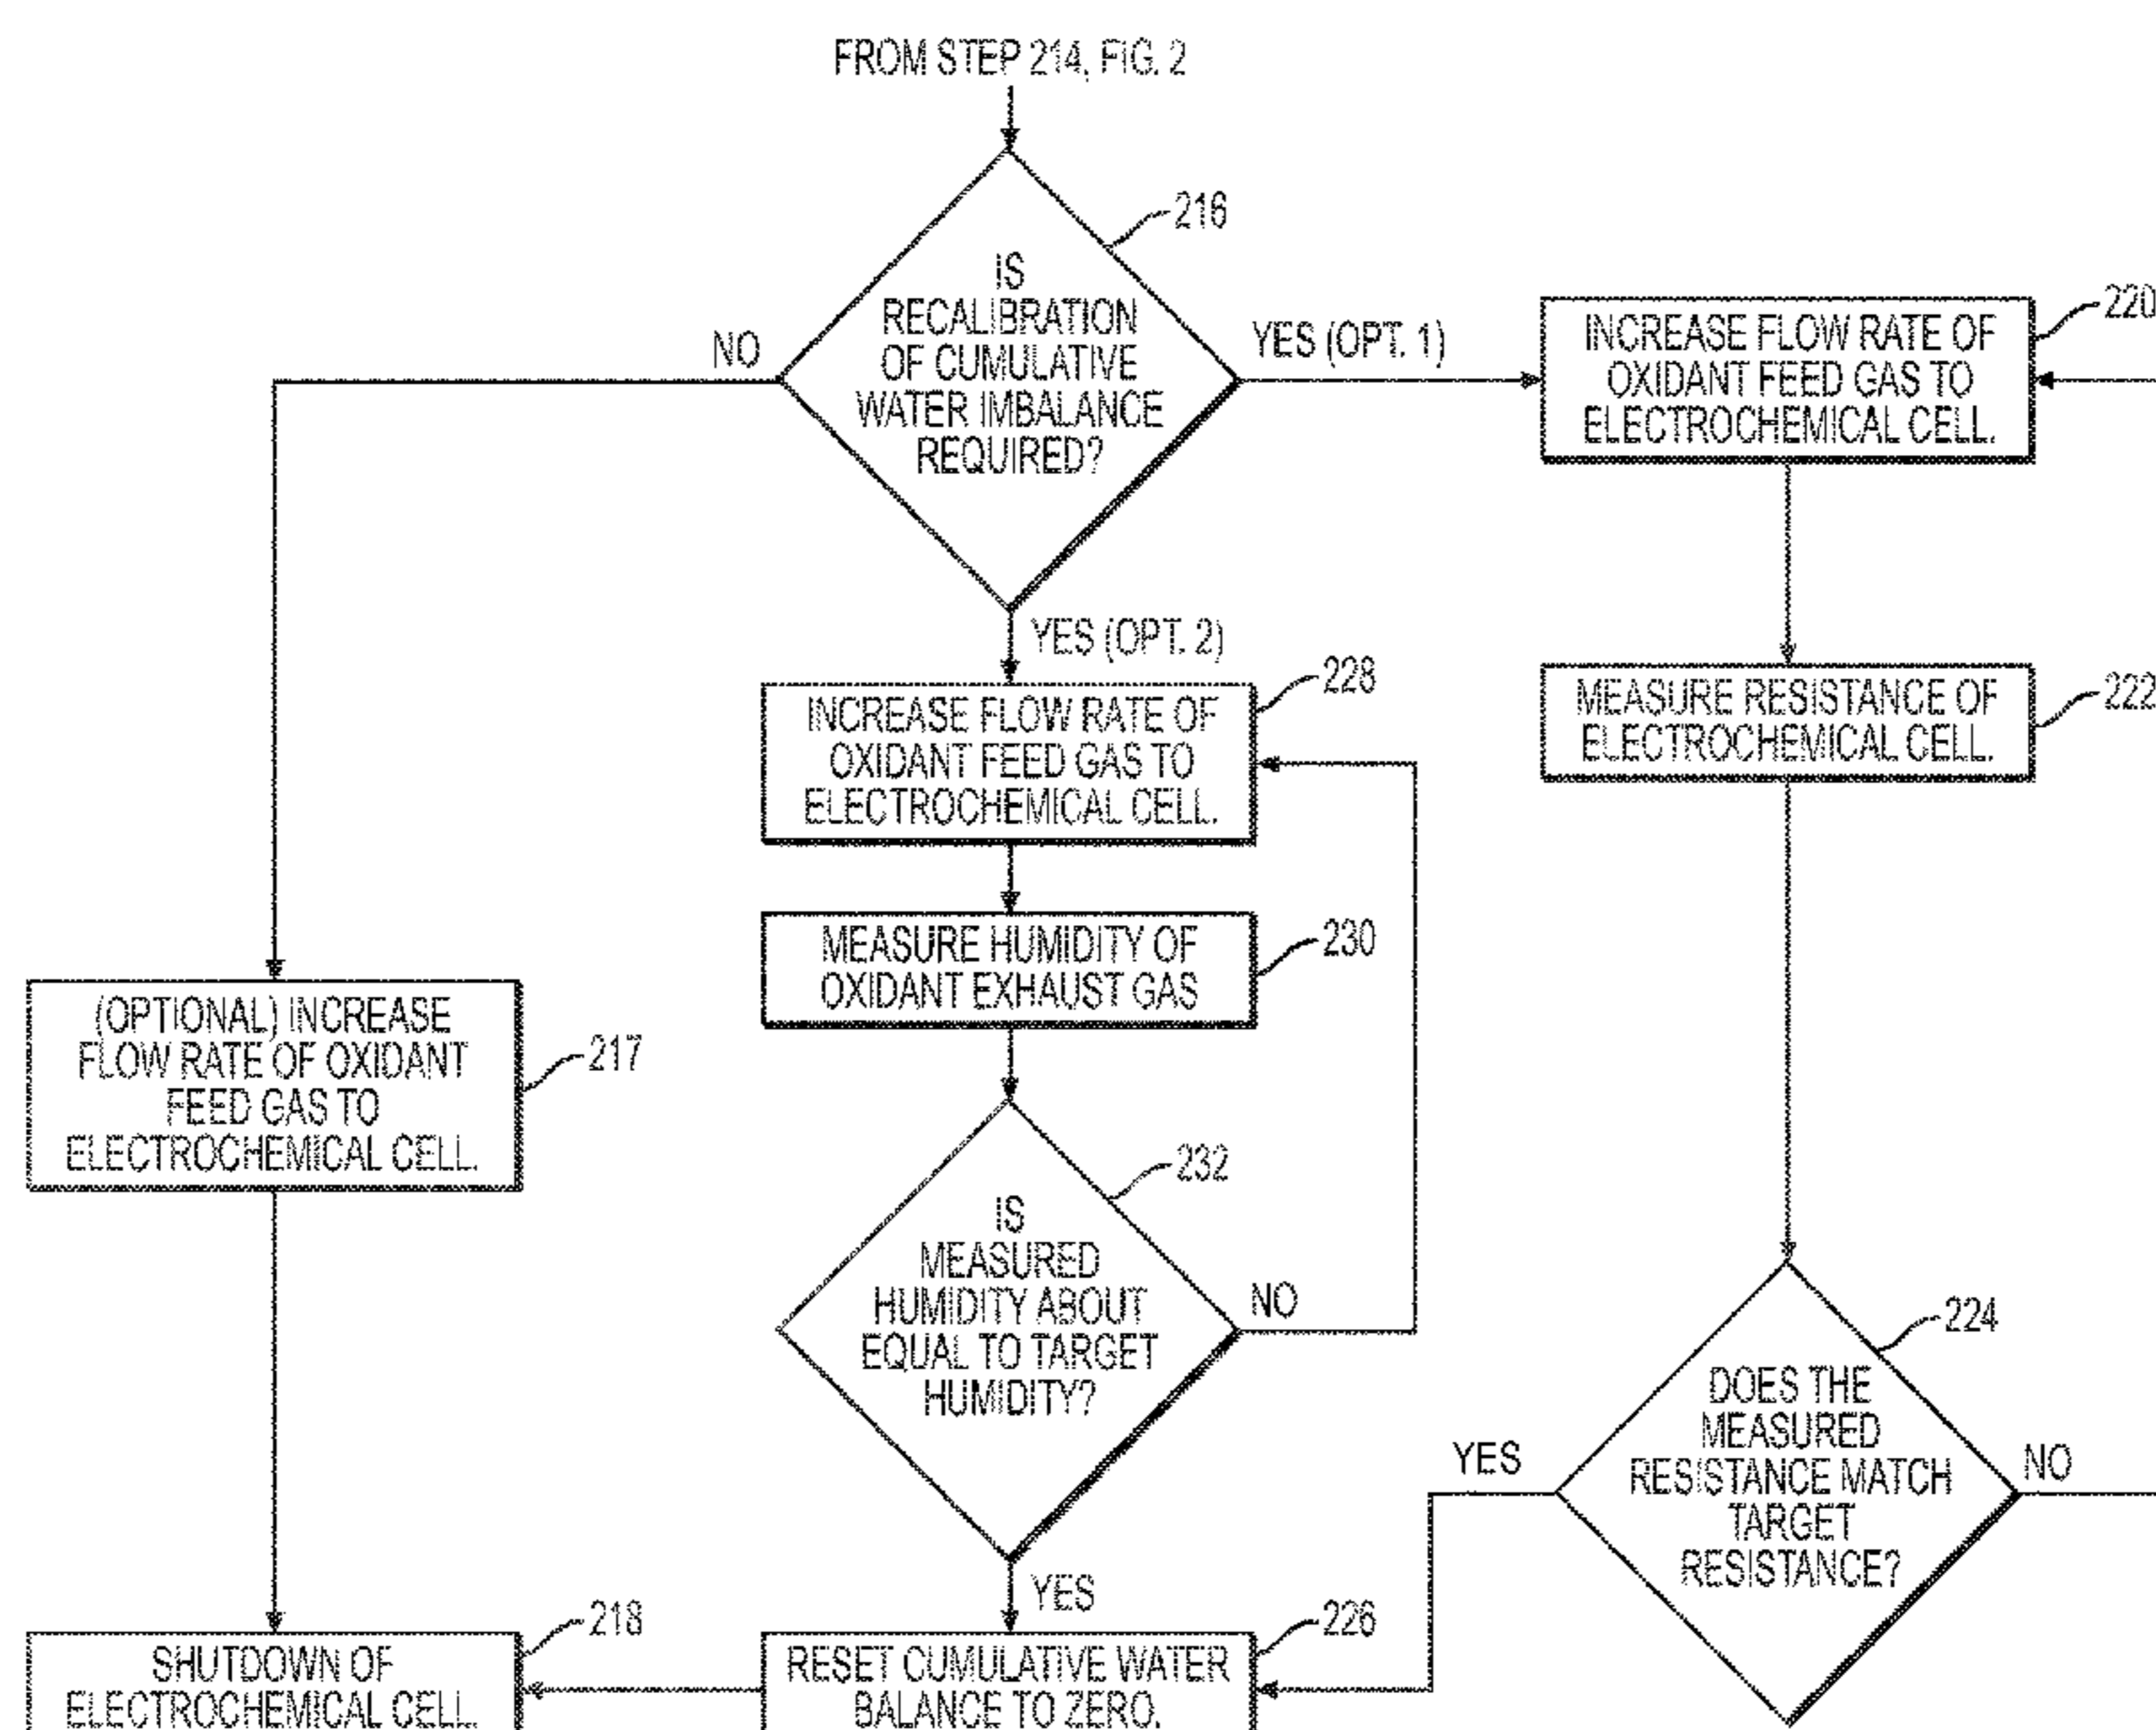 FROM STEP 214, FIG. 2
216
IS
RECALIBRATION
OF CUMULATIVE
WATER IMBALANCE
REQUIRED?
NO
YES (OPT. 1)
YES (OPT. 2)
220
INCREASE FLOW RATE OF
OXIDANT FEED GAS TO
ELECTROCHEMICAL CELL.
222
MEASURE RESISTANCE OF
ELECTROCHEMICAL CELL.
228
INCREASE FLOW RATE OF
OXIDANT FEED GAS TO
ELECTROCHEMICAL CELL.
230
MEASURE HUMIDITY OF
OXIDANT EXHAUST GAS
217
(OPTIONAL) INCREASE
FLOW RATE OF OXIDANT
FEED GAS TO
ELECTROCHEMICAL CELL.
232
IS
MEASURED
HUMIDITY ABOUT
EQUAL TO TARGET
HUMIDITY?
NO
YES
224
DOES THE
MEASURED
RESISTANCE MATCH
TARGET
RESISTANCE?
YES
NO
218
SHUTDOWN OF
ELECTROCHEMICAL CELL.
226
RESET CUMULATIVE WATER
BALANCE TO ZERO.